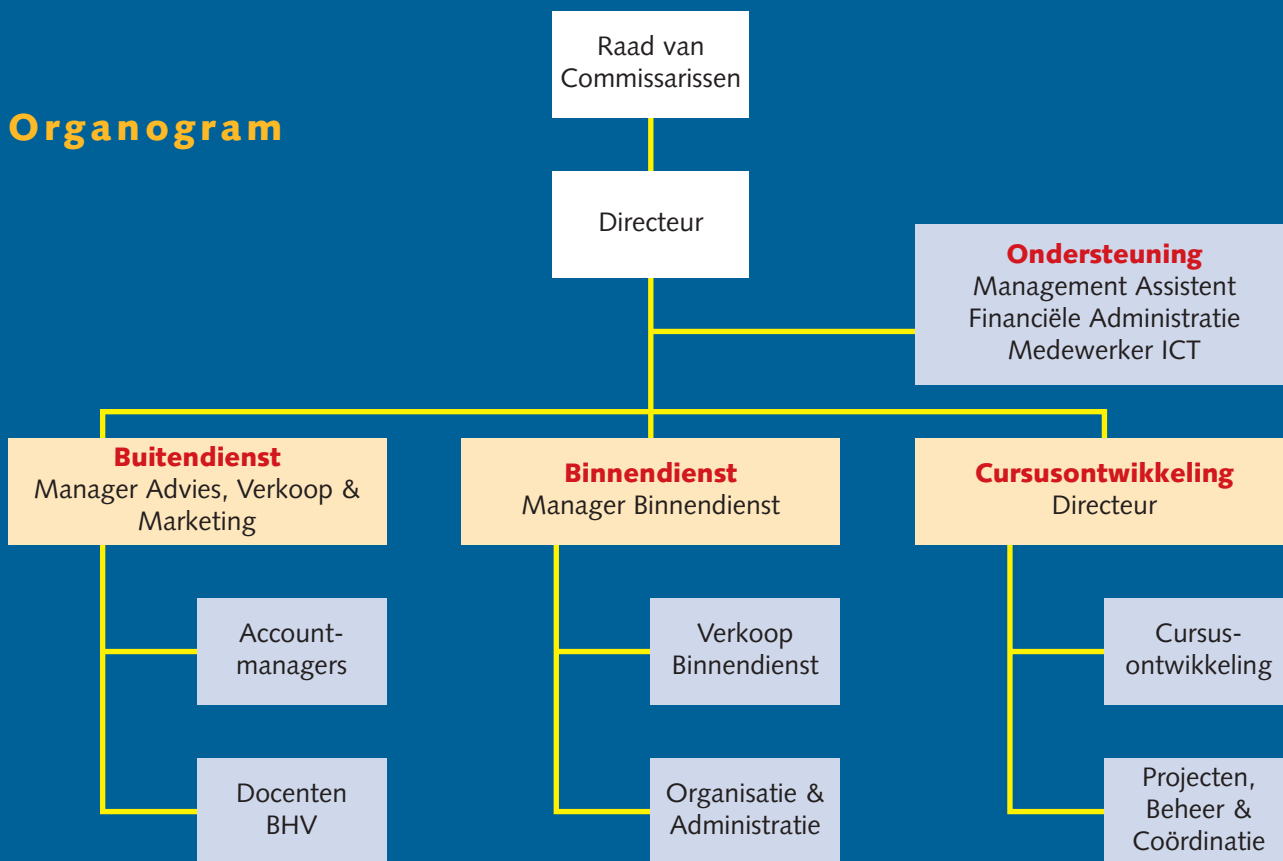 Organogram
Raad van
Commissarissen
Directeur
Ondersteuning
Management Assistent
Financiële Administratie
Medewerker ICT
Buitendienst
Manager Advies, Verkoop &
Marketing
Binnendienst
Manager Binnendienst
Cursusontwikkeling
Directeur
Account-
managers
Verkoop
Binnendienst
Cursus-
ontwikkeling
Docenten
BHV
Organisatie &
Administratie
Projecten,
Beheer &
Coördinatie